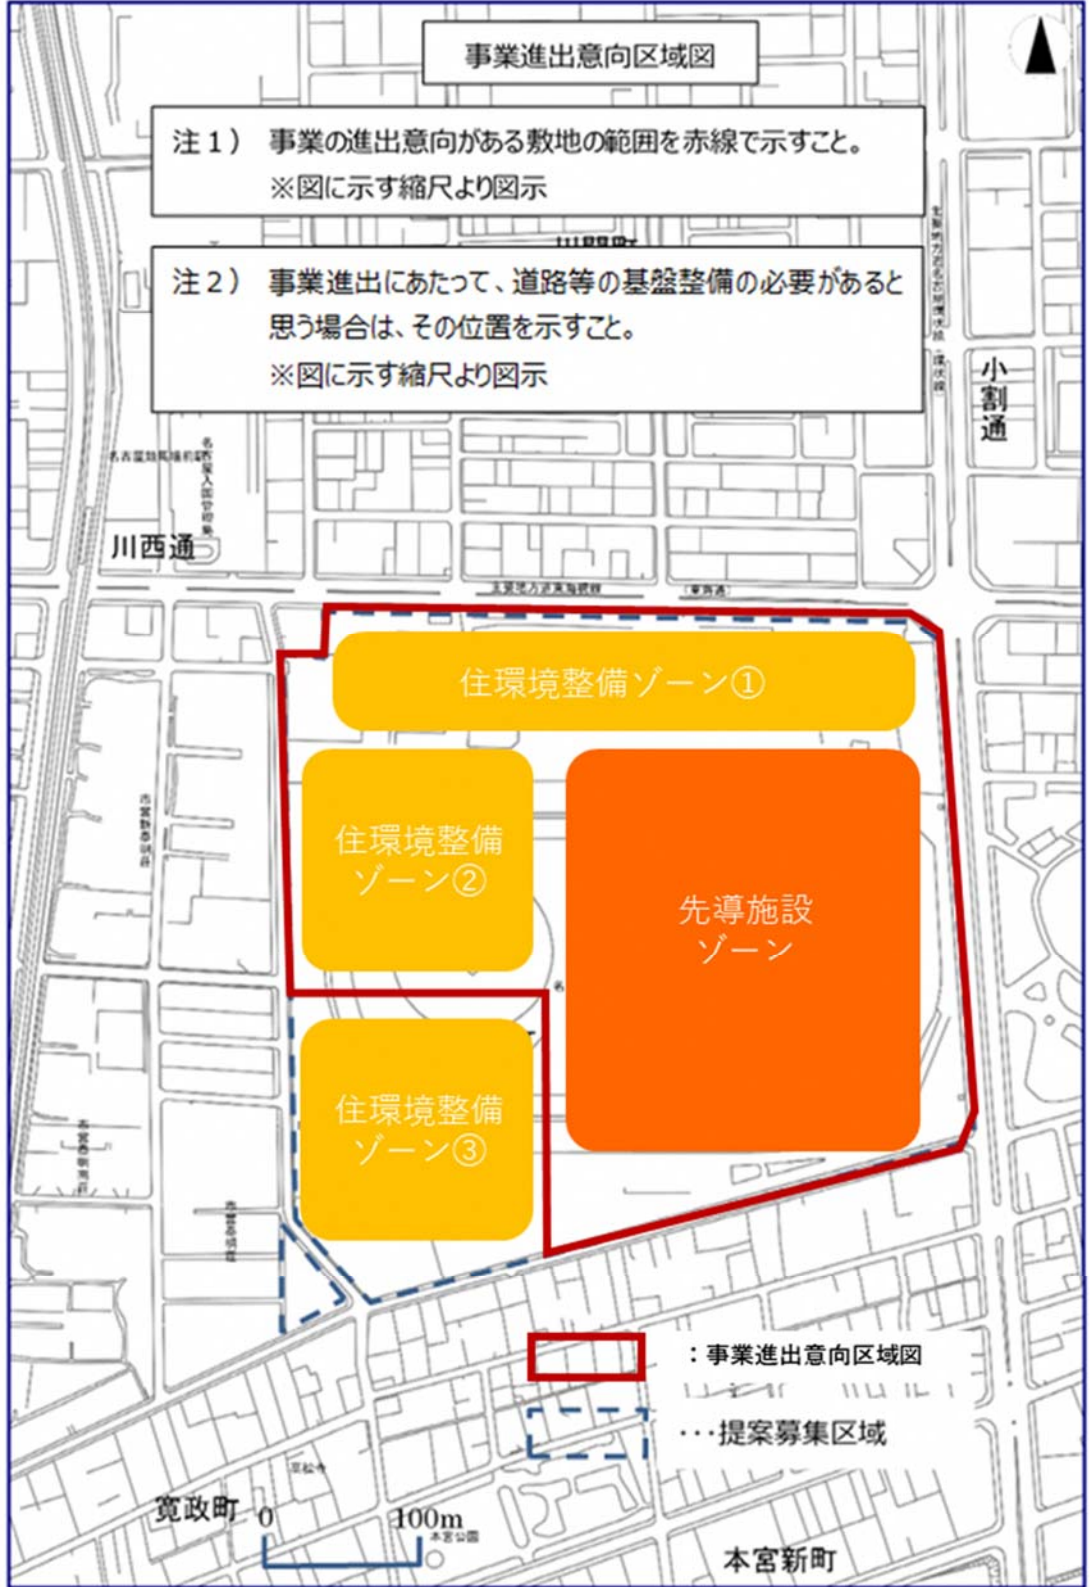 事業進出意向区域図
注1） 事業の進出意向がある敷地の範囲を赤線で示すこと。
※図に示す縮尺より図示
注2） 事業進出にあたって、道路等の基盤整備の必要があると
思う場合は、その位置を示すこと。
※図に示す縮尺より図示
小割通
川西通
住環境整備ゾーン①
住環境整備
ゾーン②
先導施設
ゾーン
名
住環境整備
ゾーン③
：事業進出意向区域図
…提案募集区域
寛政町
0 100m
本宮公園
本宮新町